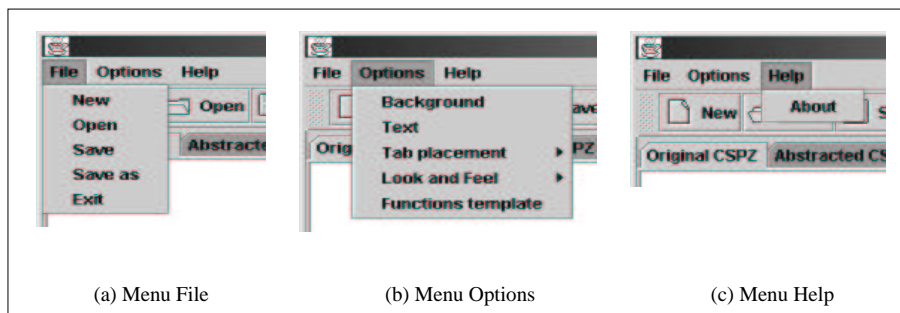 File Options Help
New
Open
Open
Save
Abstracte
Save as
Exit
(a) Menu File
File Options Help
Background
Text
Tab placement
Look and Feel
Functions template
Orig
PZ
ave
(b) Menu Options
File Options Help
About
New
S
Original CSPZ Abstracted CS
(c) Menu Help